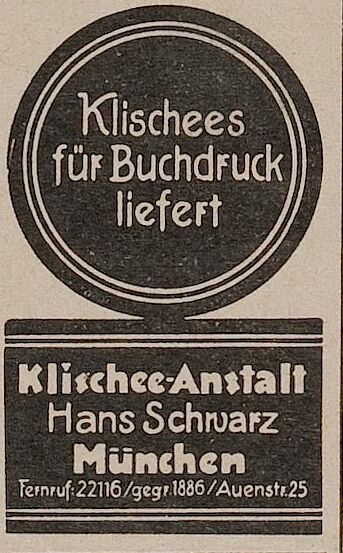 Klischees
für Buchdruck
liefert
Klischee-Anstalt
Hans Schwarz
München
Fernruf:22116/gegr.1886/Auenstr.25